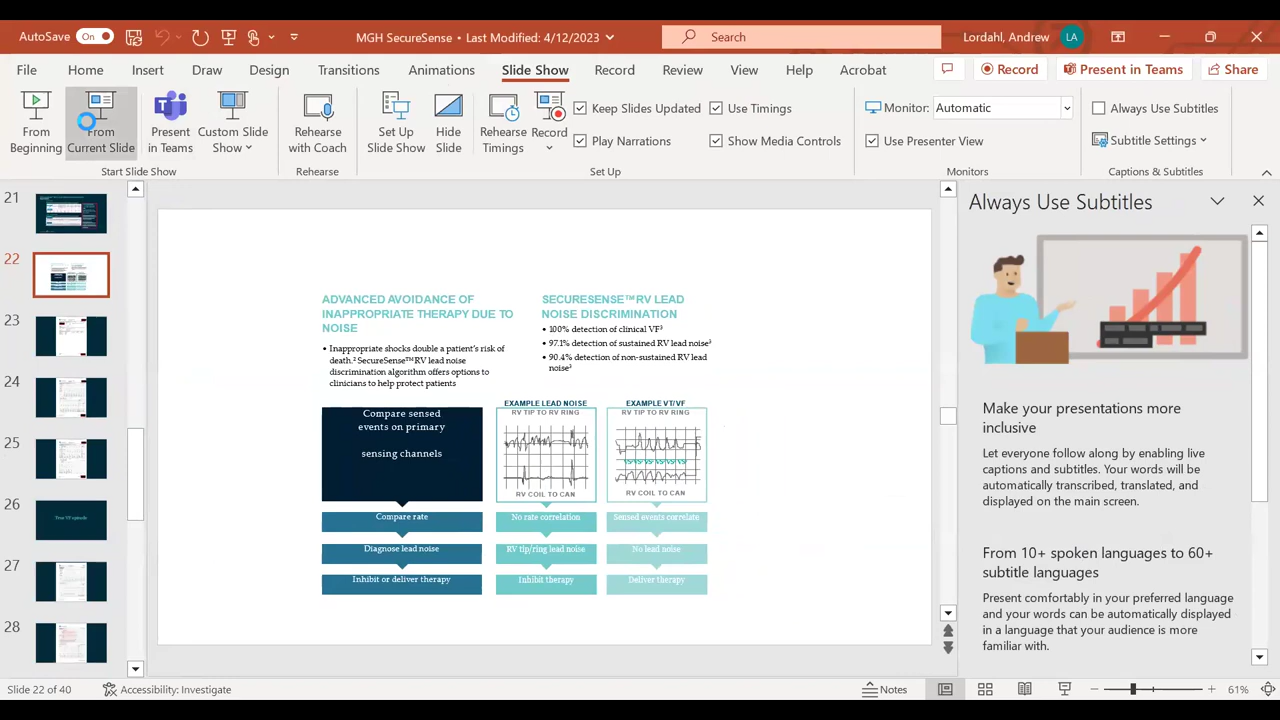 AutoSave On
MGH SecureSense • Last Modified: 4/12/2023
Search
Lordahl, Andrew LA
File Home Insert Draw Design Transitions Animations Slide Show Record Review View Help Acrobat
Record Present in Teams Share
From Beginning
From Current Slide
Present in Teams
Custom Slide Show
Start Slide Show
Rehearse with Coach
Rehearse
Set Up Slide Show
Hide Slide
Rehearse Timings
Record
Keep Slides Updated
Use Timings
Play Narrations
Show Media Controls
Set Up
Monitor: Automatic
Use Presenter View
Monitors
Always Use Subtitles
Subtitle Settings
Captions & Subtitles
21
22
23
24
25
26
27
28
ADVANCED AVOIDANCE OF
INAPPROPRIATE THERAPY DUE TO
NOISE
• Inappropriate shocks double a patient's risk of
death.² SecureSense™RV lead noise
discrimination algorithm offers options to
clinicians to help protect patients
SECURESENSE™RV LEAD
NOISE DISCRIMINATION
• 100% detection of clinical VF³
• 97.1% detection of sustained RV lead noise³
• 90.4% detection of non-sustained RV lead
noise³
Compare sensed
events on primary
sensing channels
EXAMPLE LEAD NOISE
RV TIP TO RV RING
RV COIL TO CAN
EXAMPLE VT/VF
RV TIP TO RV RING
VS VS VS VS VS VS
RV COIL TO CAN
Compare rate
No rate correlation
Sensed events correlate
Diagnose lead noise
RV tip/ring lead noise
No lead noise
Inhibit or deliver therapy
Inhibit therapy
Deliver therapy
Always Use Subtitles
Make your presentations more
inclusive
Let everyone follow along by enabling live
captions and subtitles. Your words will be
automatically transcribed, translated, and
displayed on the main screen.
From 10+ spoken languages to 60+
subtitle languages
Present comfortably in your preferred language
and your words can be automatically displayed
in a language that your audience is more
familiar with.
Slide 22 of 40
Accessibility: Investigate
Notes
61%